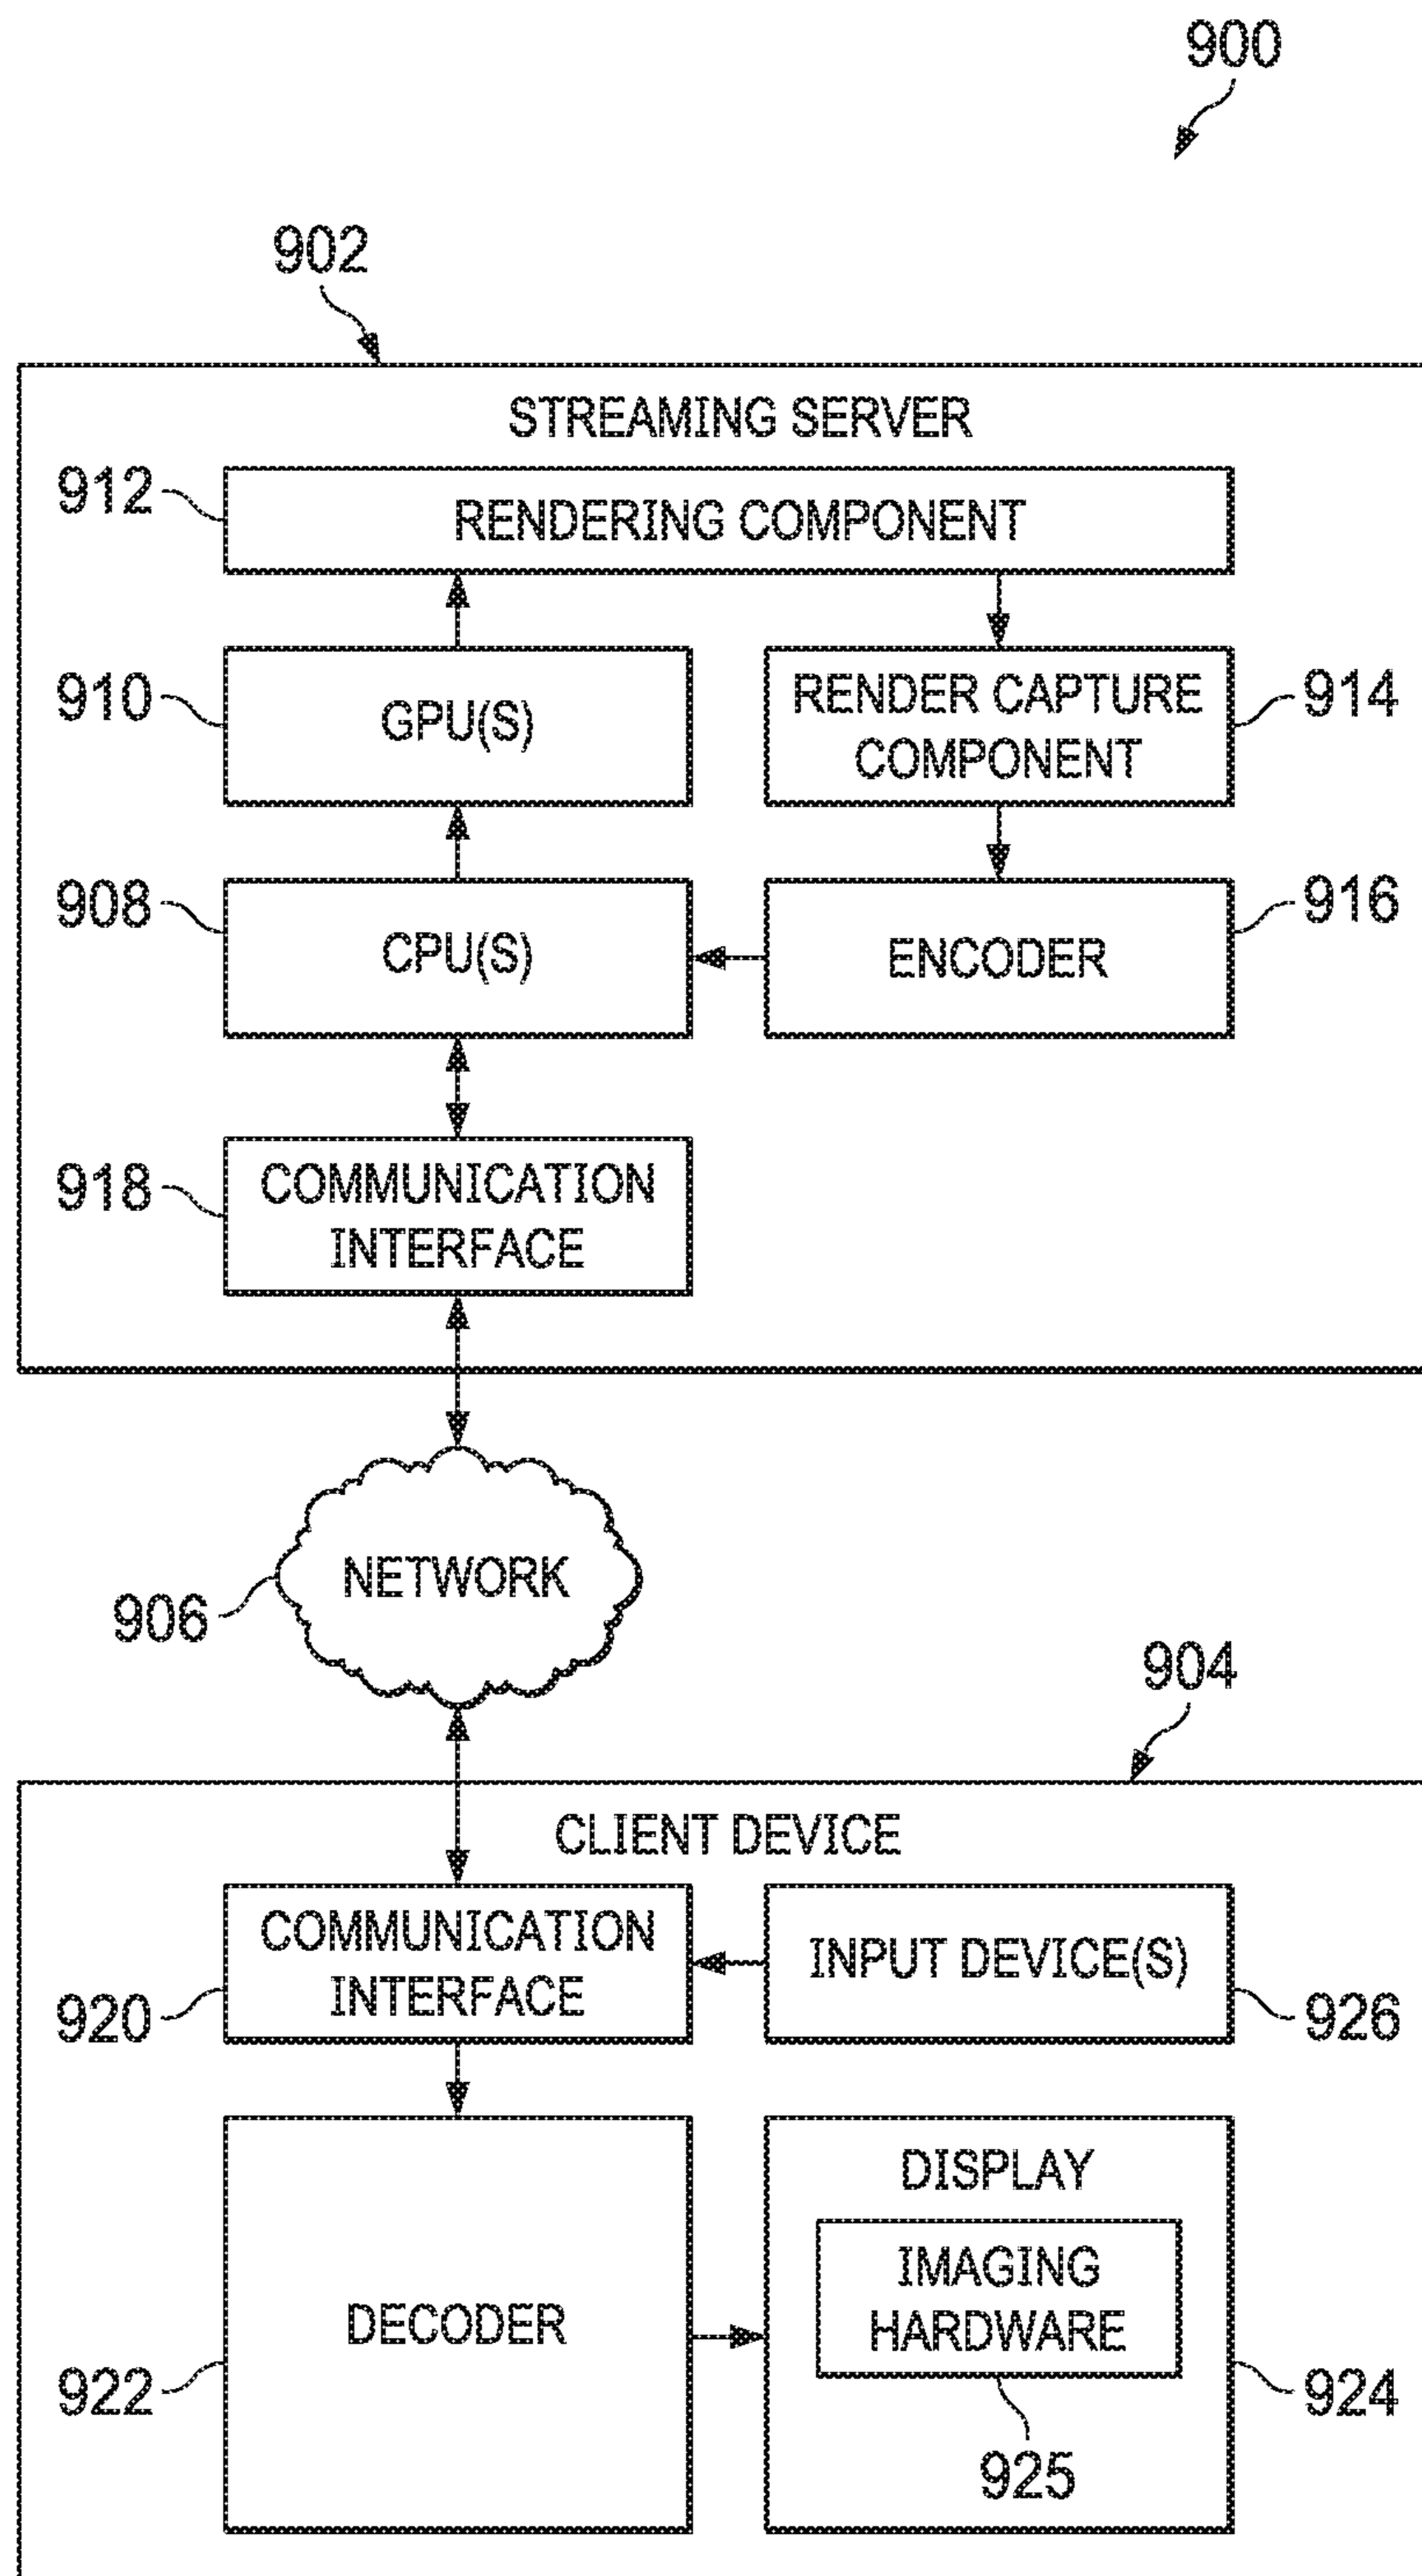 900
902
STREAMING SERVER
912
RENDERING COMPONENT
910
GPU(S)
RENDER CAPTURE
COMPONENT
914
908
CPU(S)
ENCODER
916
918
COMMUNICATION
INTERFACE
NETWORK
906
904
CLIENT DEVICE
COMMUNICATION
INTERFACE
920
INPUT DEVICE(S)
926
DECODER
922
DISPLAY
IMAGING
HARDWARE
924
925